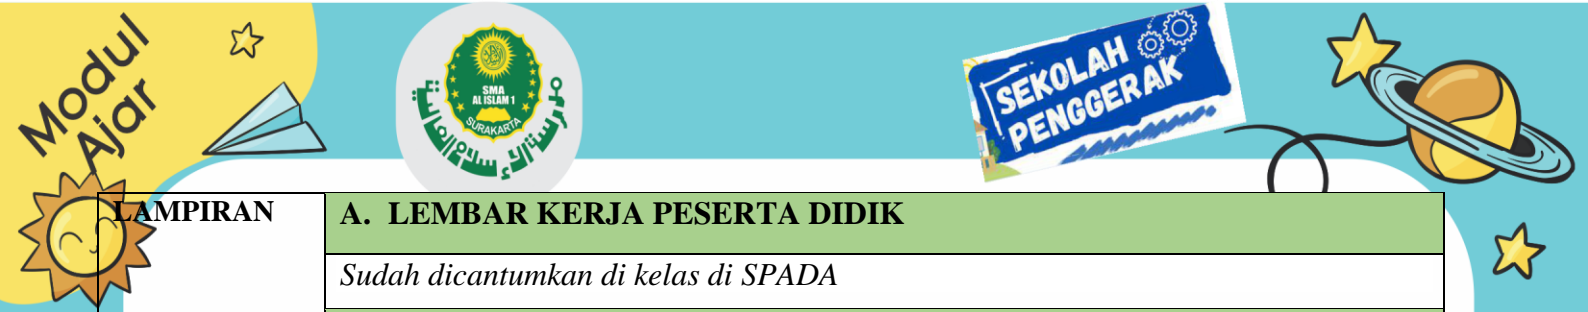 Modul
Ajar
SMA
AL ISLAM 1
SURAKARTA
SEKOLAH
PENGGERAK
LAMPIRAN
A. LEMBAR KERJA PESERTA DIDIK
Sudah dicantumkan di kelas di SPADA